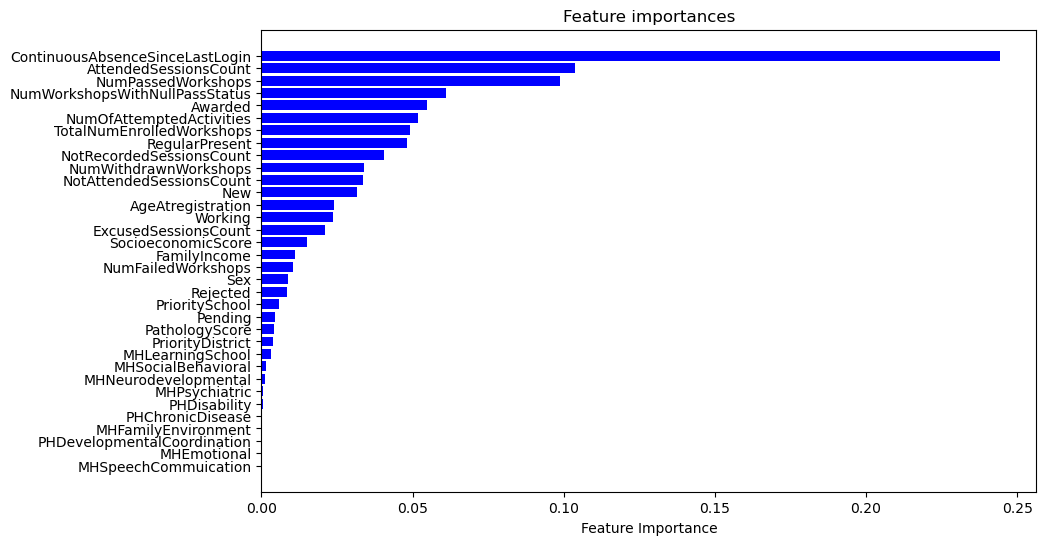 Feature importances
ContinuousAbsenceSinceLastLogin
AttendedSessionsCount
NumPassedWorkshops
NumWorkshopsWithNullPassStatus
Awarded
NumOfAttemptedActivities
TotalNumEnrolledWorkshops
RegularPresent
NotRecordedSessionsCount
NumWithdrawnWorkshops
NotAttendedSessionsCount
New
AgeAtregistration
Working
ExcusedSessionsCount
SocioeconomicScore
FamilyIncome
NumFailedWorkshops
Sex
Rejected
PrioritySchool
Pending
PathologyScore
PriorityDistrict
MHLearningSchool
MHSocialBehavioral
MHNeurodevelopmental
MHPsychiatric
PHDisability
PHChronicDisease
MHFamilyEnvironment
PHDevelopmentalCoordination
MHEmotional
MHSpeechCommuication
0.00 0.05 0.10 0.15 0.20 0.25
Feature Importance